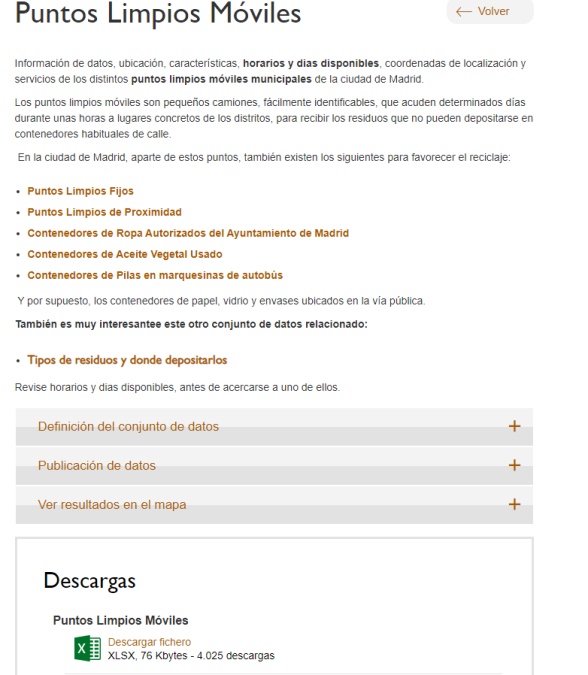 Puntos Limpios Móviles
← Volver
Información de datos, ubicación, características, horarios y dias disponibles, coordenadas de localización y
servicios de los distintos puntos limpios móviles municipales de la ciudad de Madrid.
Los puntos limpios móviles son pequeños camiones, fácilmente identificables, que acuden determinados días
durante unas horas a lugares concretos de los distritos, para recibir los residuos que no pueden depositarse en
contenedores habituales de calle.
En la ciudad de Madrid, aparte de estos puntos, también existen los siguientes para favorecer el reciclaje:
• Puntos Limpios Fijos
• Puntos Limpios de Proximidad
• Contenedores de Ropa Autorizados del Ayuntamiento de Madrid
• Contenedores de Aceite Vegetal Usado
• Contenedores de Pilas en marquesinas de autobús
Y por supuesto, los contenedores de papel, vidrio y envases ubicados en la vía pública.
También es muy interesantee este otro conjunto de datos relacionado:
• Tipos de residuos y donde depositarlos
Revise horarios y dias disponibles, antes de acercarse a uno de ellos.
Definición del conjunto de datos +
Publicación de datos +
Ver resultados en el mapa +
Descargas
Puntos Limpios Móviles
Descargar fichero
XLSX, 76 Kbytes - 4.025 descargas